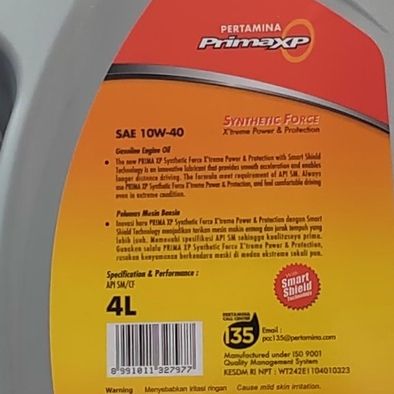 PERTAMINA
PRIMAXP
SYNTHETIC FORCE
SAE 10W-40
X'treme Power & Protection
Gasoline Engine Oil
• The new PRIMA XP Synthetic Force X'treme Power & Protection with Smart Shield
Technology is an innovative lubricant that provides smooth acceleration and enables
longer distance driving. The formula meet requirement of API SM. Always
use PRIMA XP Synthetic Force X'treme Power & Protection, and feel comfortable driving
even in extreme condition.
Pelumas Mesin Bensin
• Inovasi baru PRIMA XP Synthetic Force X'treme Power & Protection dengan Smart
Shield Technology menjadikan tarikan mesin makin enteng dan jarak tempuh yang
lebih jauh. Memenuhi spesifikasi API SM sehingga kualitasnya prima.
Gunakan selalu PRIMA XP Synthetic Force X'treme Power & Protection,
rasakan kenyamanan berkendara meski di medan ekstreme sekali pun.
Specification & Performance :
API SM/CF
4L
With
Smart
Shield
Technology
8 991011 327977
PERTAMINA
CALL CENTRE
135
Email :
pcc135@pertamina.com
Manufactured under ISO 9001
Quality Management System
KESDM RI NPT : WT242E1104010323
Warning
Menyebabkan iritasi ringan
Cause mild skin irritation.